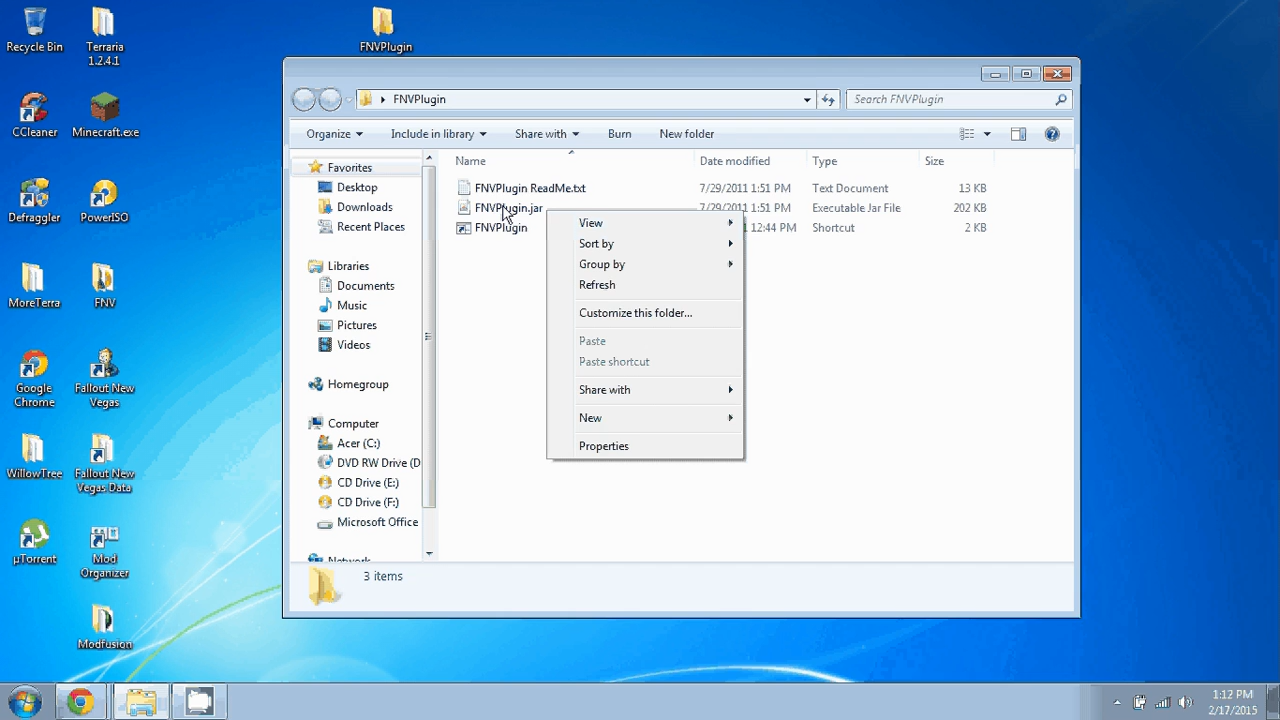 Recycle Bin
Terraria
1.2.4.1
FNVPlugin
CCleaner
Minecraft.exe
Defraggler
PowerISO
MoreTerra
FNV
Google
Chrome
Fallout New
Vegas
WillowTree
Fallout New
Vegas Data
µTorrent
Mod
Organizer
Modfusion
FNVPlugin
Search FNVPlugin
Organize
Include in library
Share with
Burn
New folder
Name
Date modified
Type
Size
FNVPlugin ReadMe.txt
7/29/2011 1:51 PM
Text Document
13 KB
FNVPlugin.jar
7/29/2011 1:51 PM
Executable Jar File
202 KB
FNVPlugin
12:44 PM
Shortcut
2 KB
Favorites
Desktop
Downloads
Recent Places
Libraries
Documents
Music
Pictures
Videos
Homegroup
Computer
Acer (C:)
DVD RW Drive (D
CD Drive (E:)
CD Drive (F:)
Microsoft Office
Network
View
Sort by
Group by
Refresh
Customize this folder...
Paste
Paste shortcut
Share with
New
Properties
3 items
1:12 PM
2/17/2015